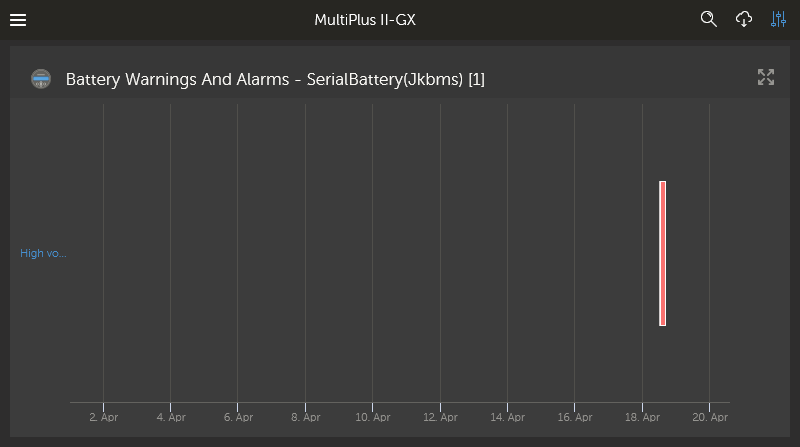 MultiPlus II-GX
Battery Warnings And Alarms - SerialBattery(Jkbms) [1]
High vo...
2. Apr 4. Apr 6. Apr 8. Apr 10. Apr 12. Apr 14. Apr 16. Apr 18. Apr 20. Apr